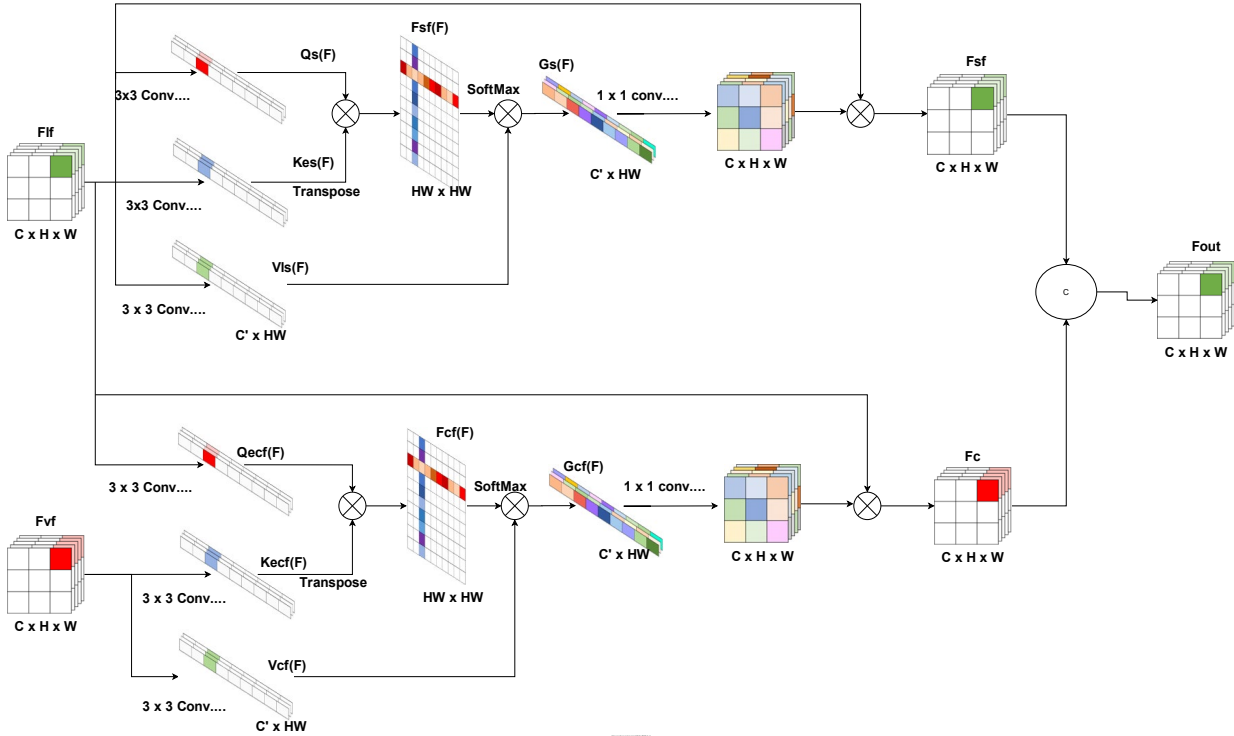 Flf
C x H x W
3x3 Conv....
Qs(F)
3x3 Conv....
Kes(F)
Transpose
3 x 3 Conv....
Vls(F)
C' x HW
Fsf(F)
HW x HW
SoftMax
Gs(F)
C' x HW
1 x 1 conv....
C x H x W
Fsf
C x H x W
C
Fout
C x H x W
Fvf
C x H x W
3 x 3 Conv....
Qecf(F)
3 x 3 Conv....
Kecf(F)
Transpose
3 x 3 Conv....
Vcf(F)
C' x HW
Fcf(F)
HW x HW
SoftMax
Gcf(F)
C' x HW
1 x 1 conv....
C x H x W
Fc
C x H x W